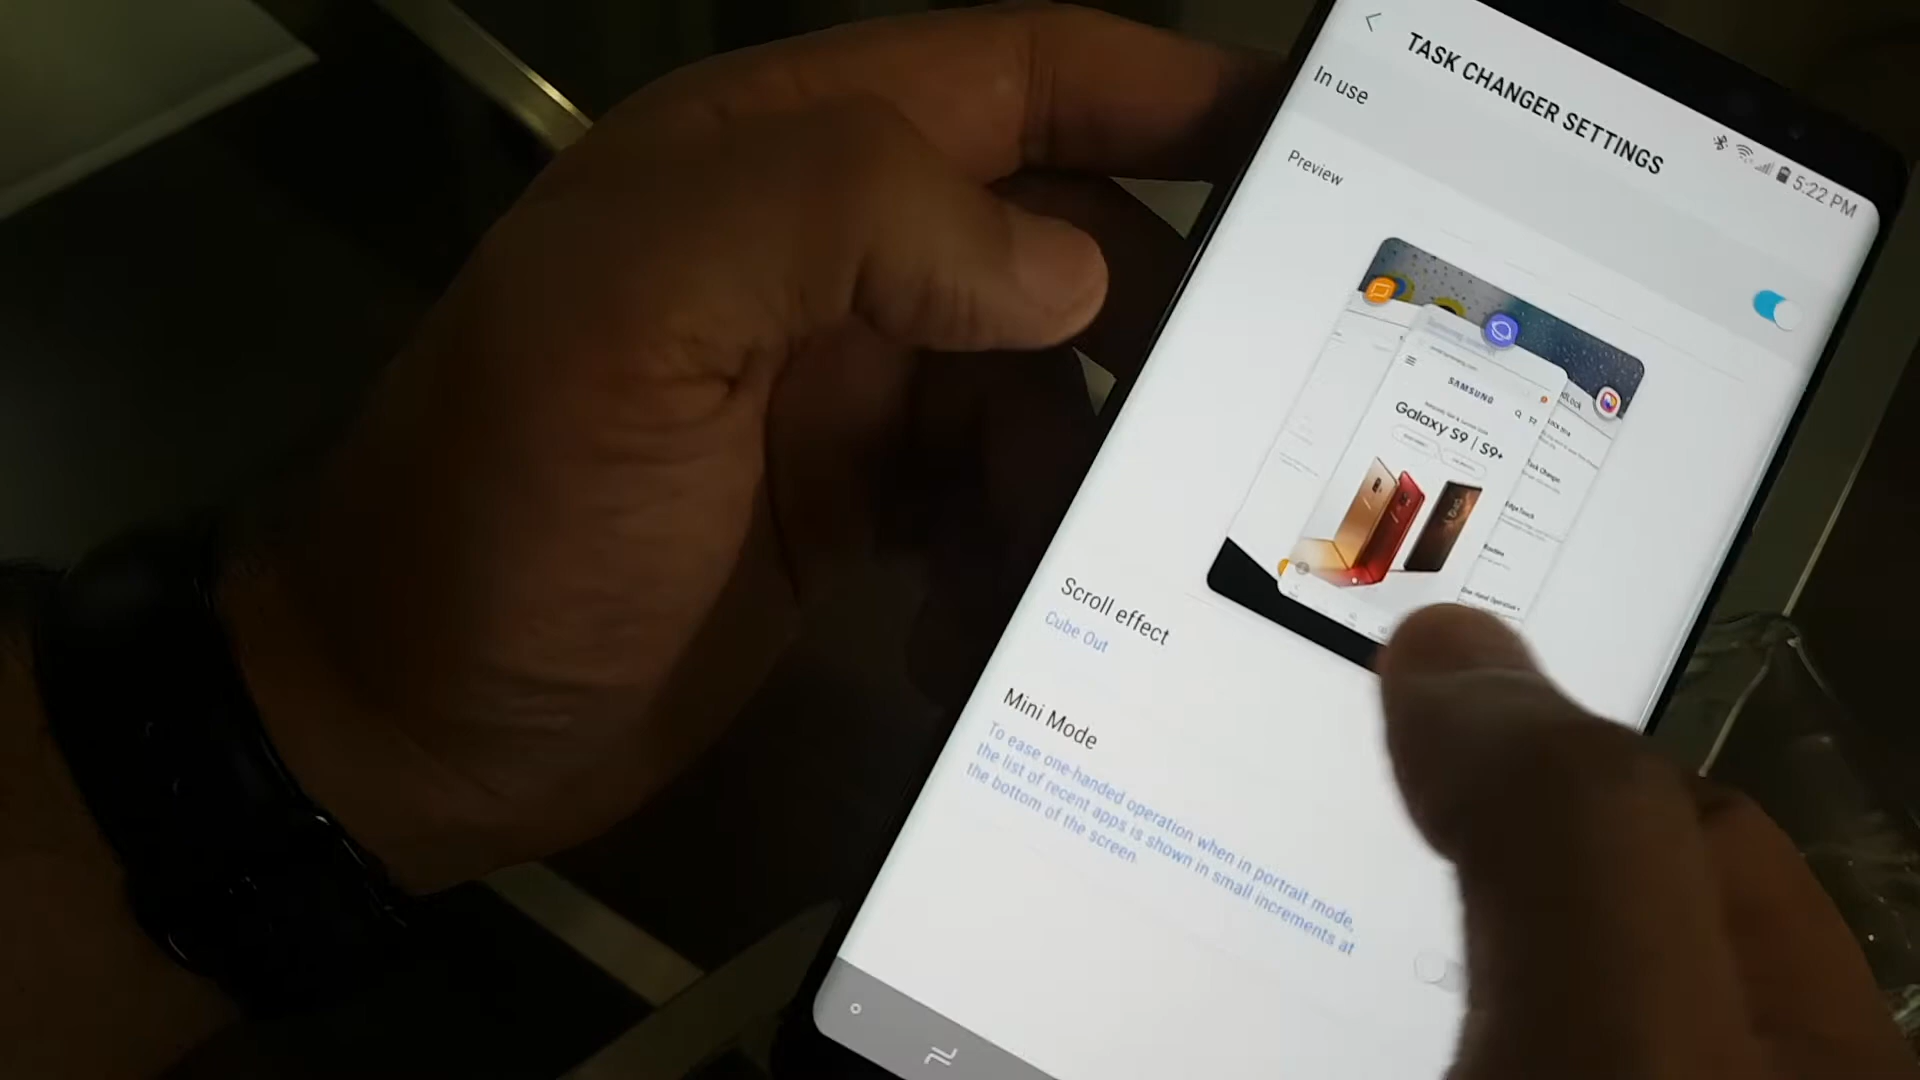 TASK CHANGER SETTINGS
5:22 PM
In use
Preview
SAMSUNG
Galaxy S9 | S9+
Task Changer
Scroll effect
Cube Out
Mini Mode
To ease one-handed operation when in portrait mode,
the list of recent apps is shown in small increments at
the bottom of the screen.